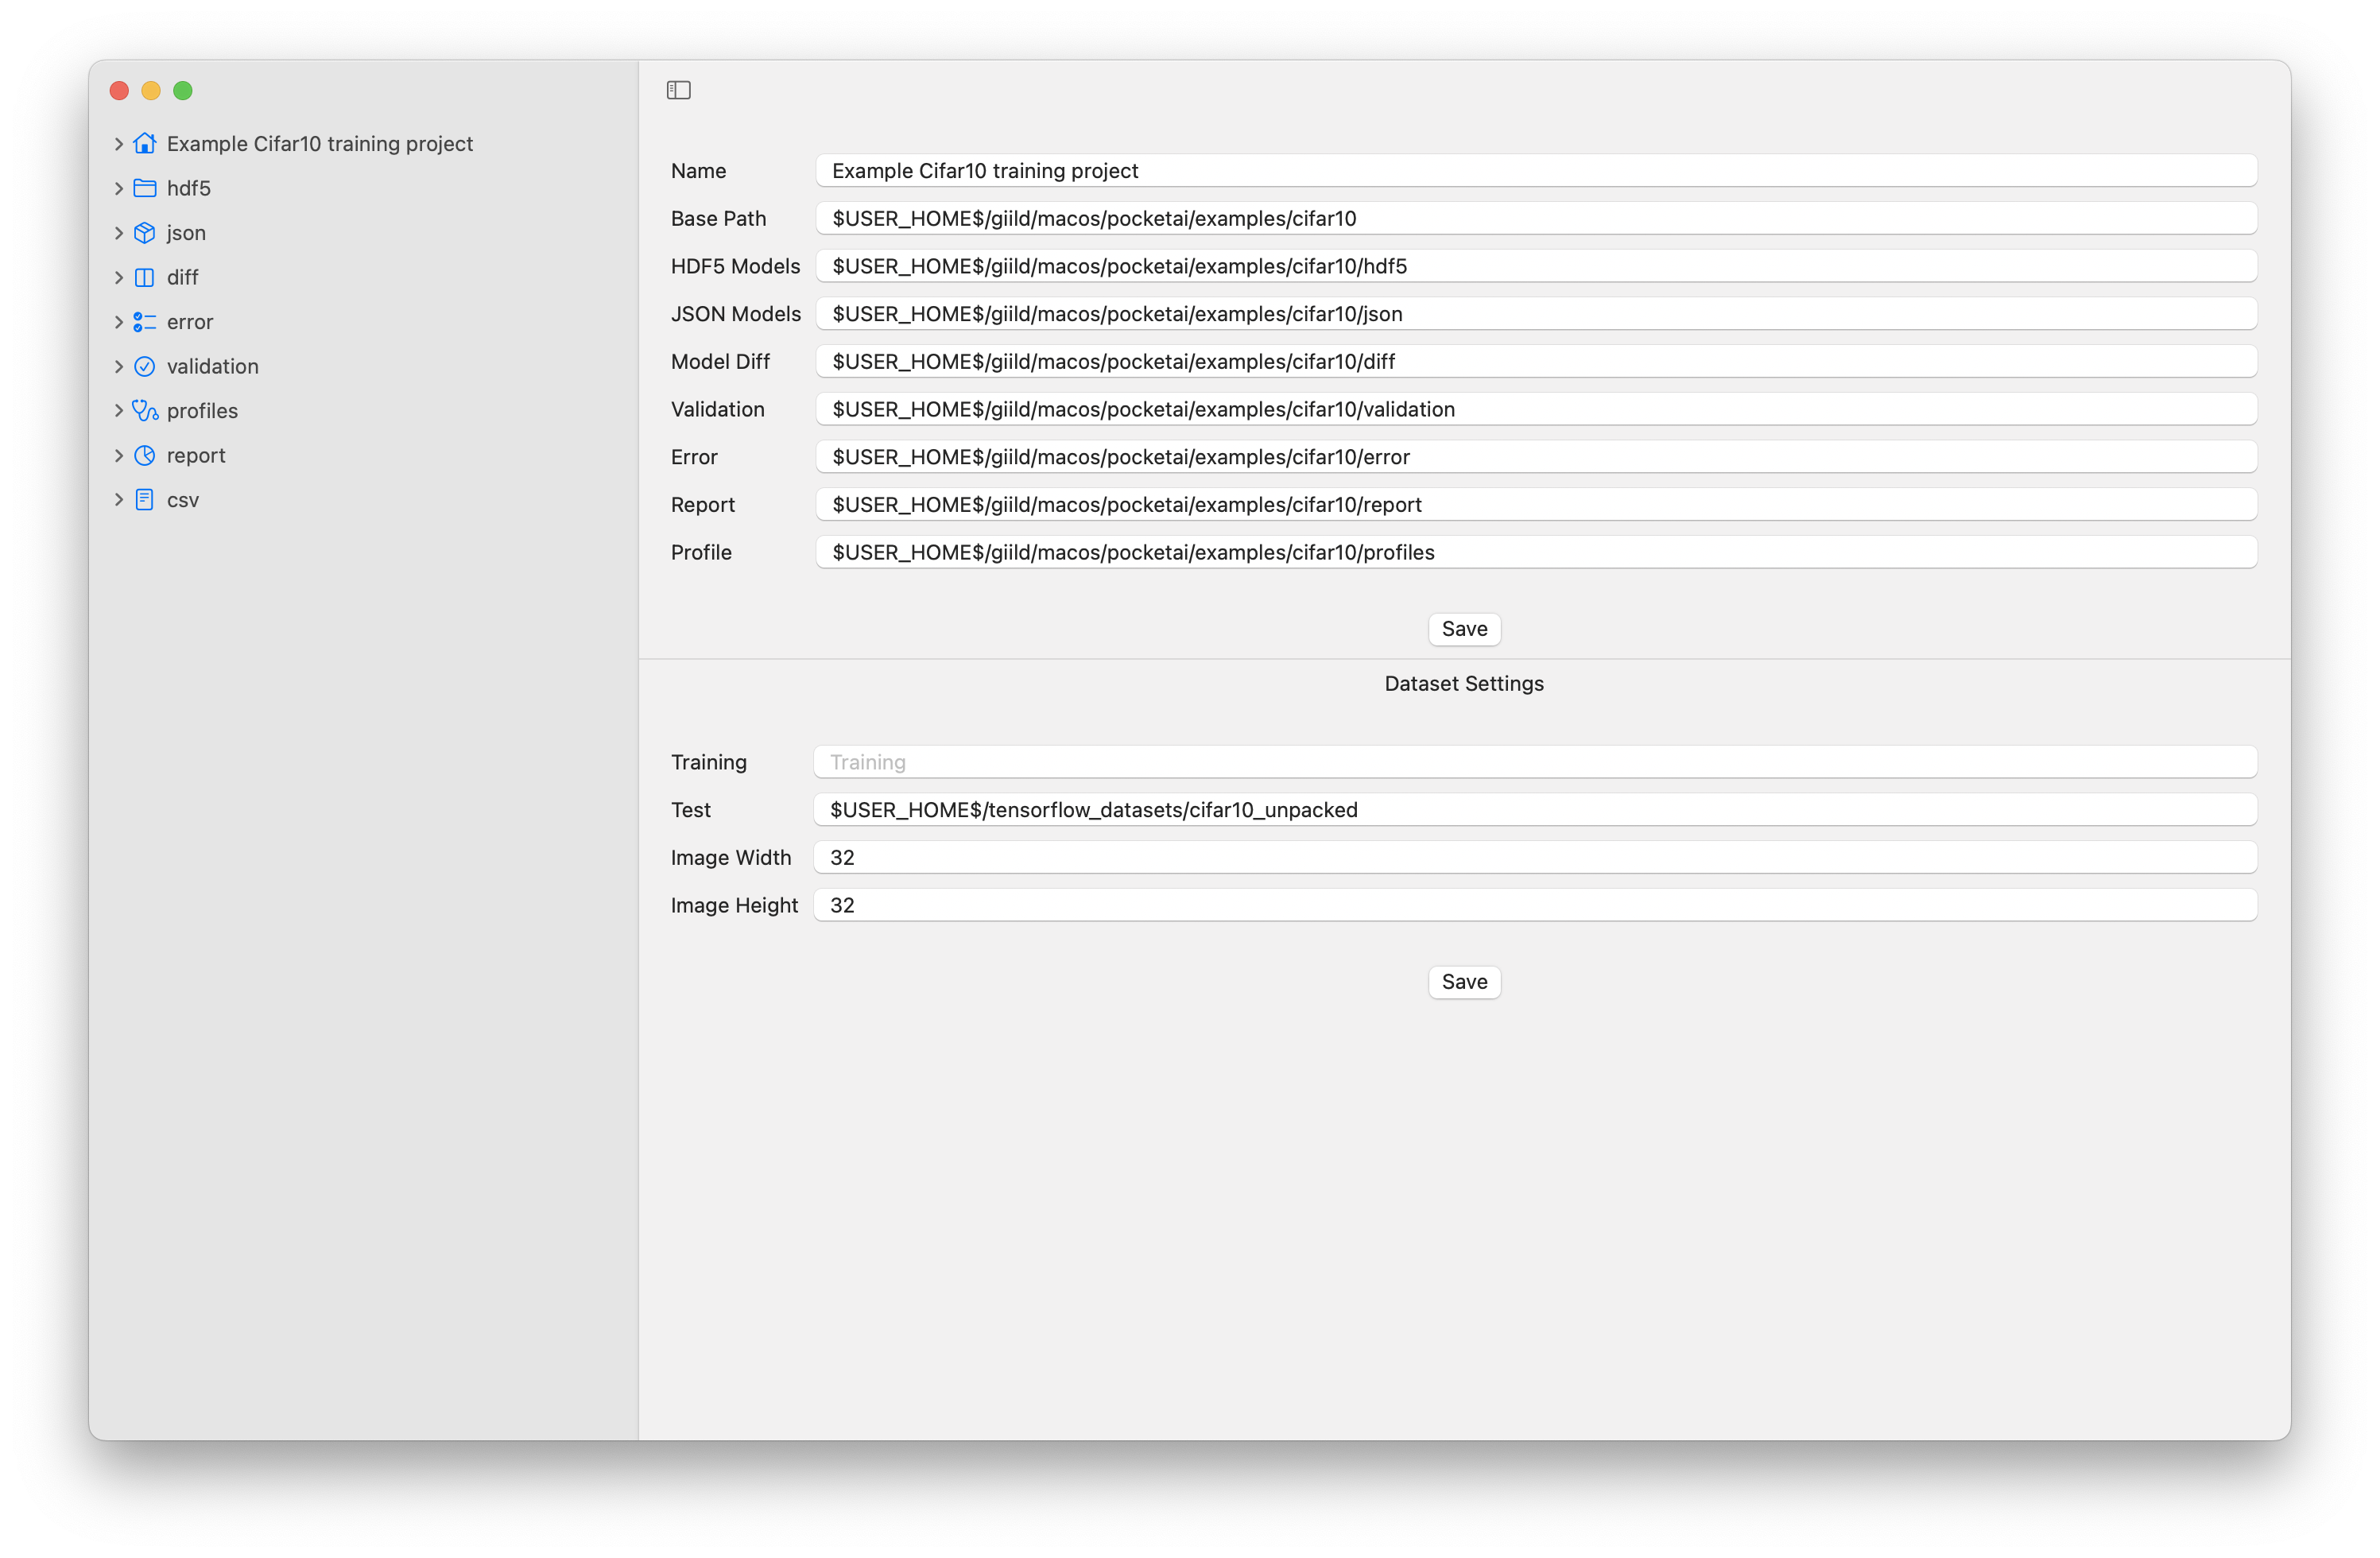 Example Cifar10 training project
hdf5
json
diff
error
validation
profiles
report
csv
Name Example Cifar10 training project
Base Path $USER_HOME$/giild/macos/pocketai/examples/cifar10
HDF5 Models $USER_HOME$/giild/macos/pocketai/examples/cifar10/hdf5
JSON Models $USER_HOME$/giild/macos/pocketai/examples/cifar10/json
Model Diff $USER_HOME$/giild/macos/pocketai/examples/cifar10/diff
Validation $USER_HOME$/giild/macos/pocketai/examples/cifar10/validation
Error $USER_HOME$/giild/macos/pocketai/examples/cifar10/error
Report $USER_HOME$/giild/macos/pocketai/examples/cifar10/report
Profile $USER_HOME$/giild/macos/pocketai/examples/cifar10/profiles
Save
Dataset Settings
Training Training
Test $USER_HOME$/tensorflow_datasets/cifar10_unpacked
Image Width 32
Image Height 32
Save